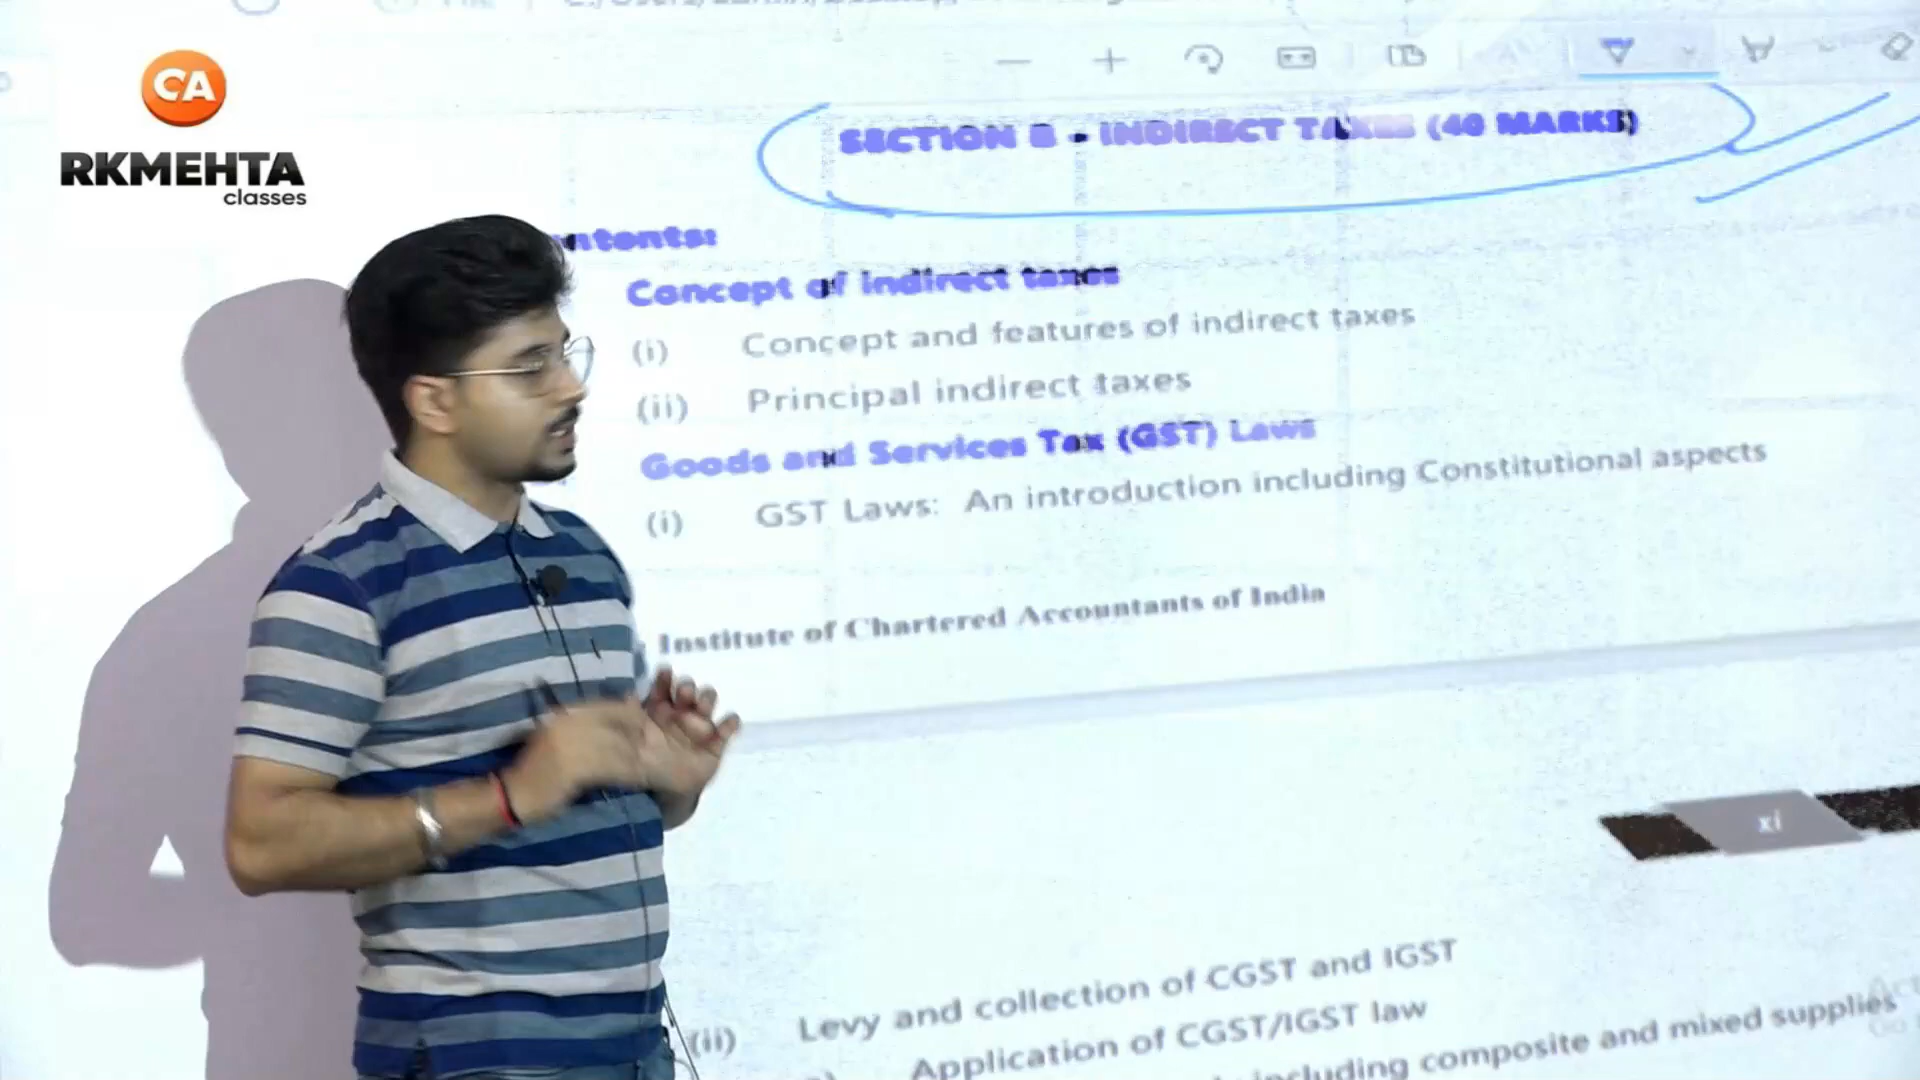 CA
RKMEHTA
classes
SECTION B - INDIRECT TAXES (40 MARKS)
ntents:
Concept of indirect taxes
(i) Concept and features of indirect taxes
(ii) Principal indirect taxes
Goods and Services Tax (GST) Laws
(i) GST Laws: An introduction including Constitutional aspects
Institute of Chartered Accountants of India
xi
(ii) Levy and collection of CGST and IGST
Application of CGST/IGST law
including composite and mixed supplies